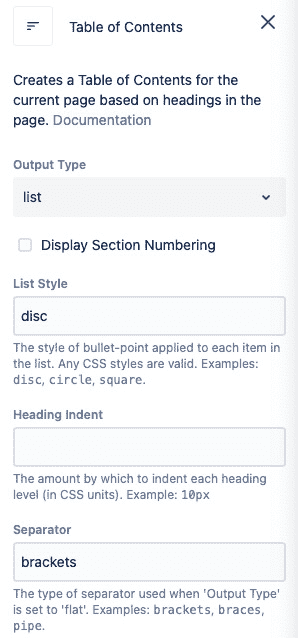 Table of Contents
Creates a Table of Contents for the
current page based on headings in the
page. Documentation
Output Type
list
Display Section Numbering
List Style
disc
The style of bullet-point applied to each item in
the list. Any CSS styles are valid. Examples:
disc, circle, square.
Heading Indent
The amount by which to indent each heading
level (in CSS units). Example: 10px
Separator
brackets
The type of separator used when 'Output Type'
is set to 'flat'. Examples: brackets, braces,
pipe.